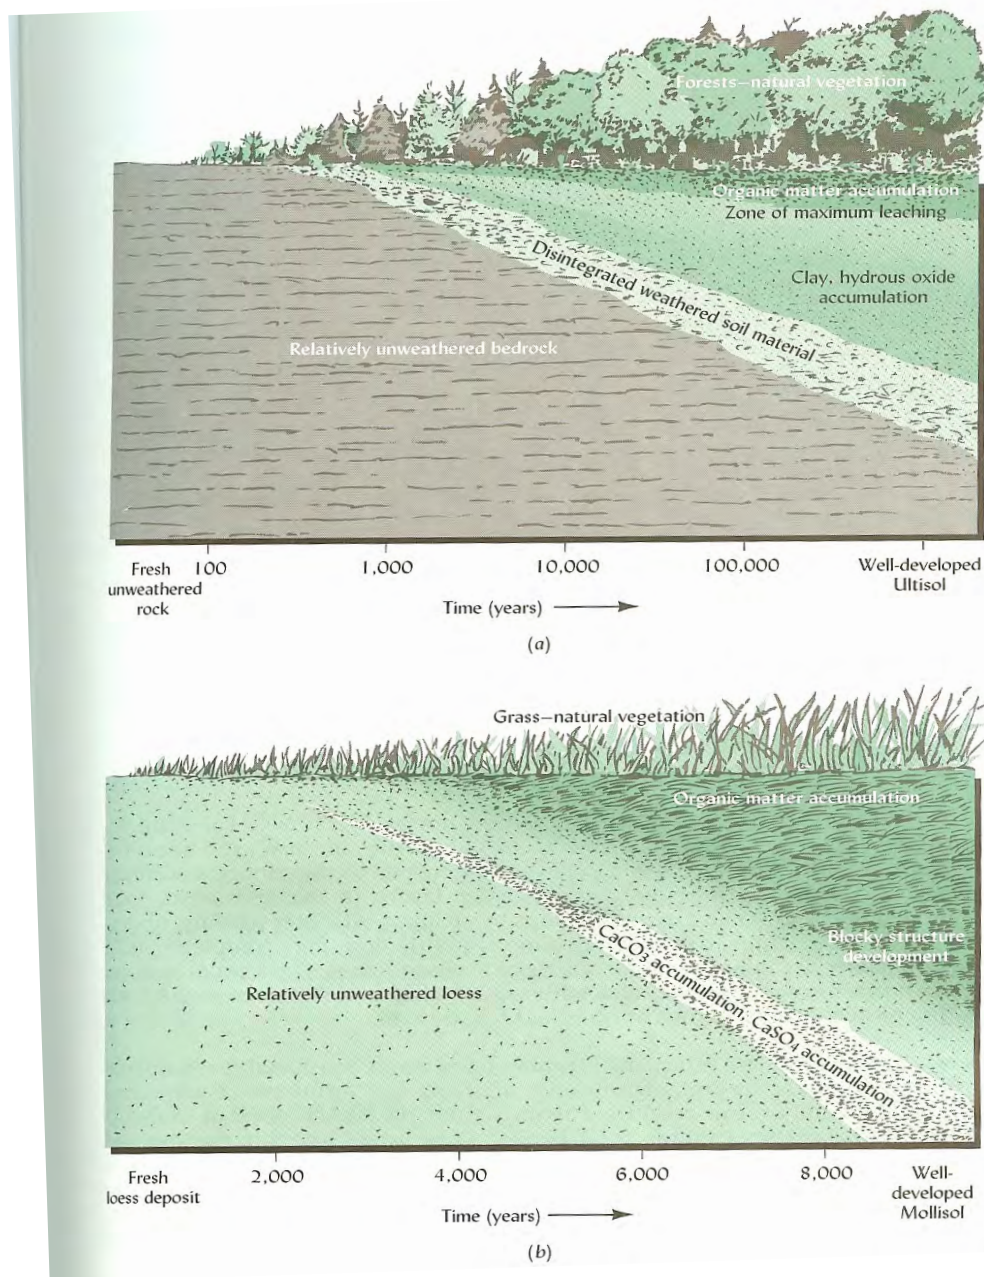 Forests—natural vegetation
Organic matter accumulation
Zone of maximum leaching
Clay, hydrous oxide
accumulation
Disintegrated weathered soil material
Relatively unweathered bedrock
Fresh
unweathered
rock
100
1,000
10,000
100,000
Well-developed
Ultisol
Time (years)
(a)
Grass—natural vegetation
Organic matter accumulation
Blocky structure
development
CaCO₃ accumulation, CaSO₄ accumulation
Relatively unweathered loess
Fresh
loess deposit
2,000
4,000
6,000
8,000
Well-
developed
Mollisol
Time (years)
(b)